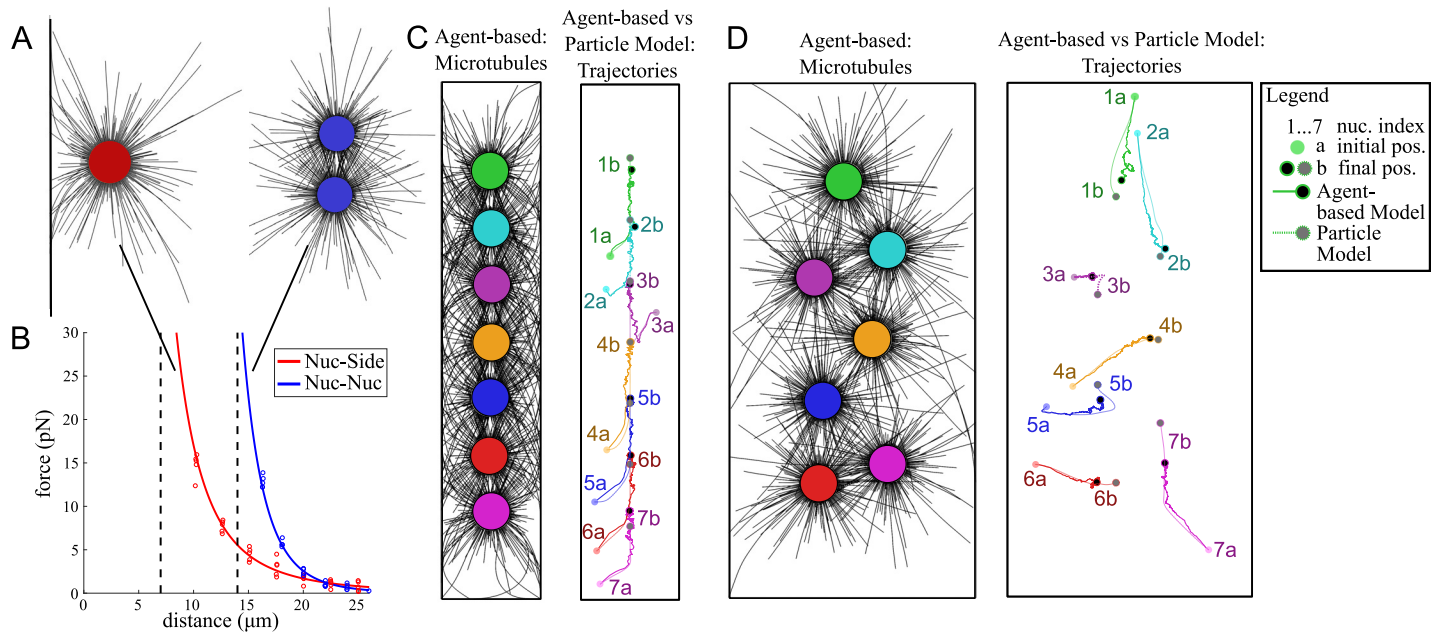 A
B
force (pN)
30
25
20
15
10
5
0
0
5
10
15
20
25
distance (μm)
Nuc-Side
Nuc-Nuc
C
Agent-based:
Microtubules
Agent-based vs
Particle Model:
Trajectories
1b
2b
1a
3b
2a
3a
4b
5b
4a
6b
5a
7b
6a
7a
D
Agent-based:
Microtubules
Agent-based vs Particle Model:
Trajectories
1a
2a
1b
2b
3a
3b
4b
4a
5b
5a
7b
6a
6b
7a
Legend
1...7 nuc. index
a initial pos.
b final pos.
Agent-
based Model
Particle
Model